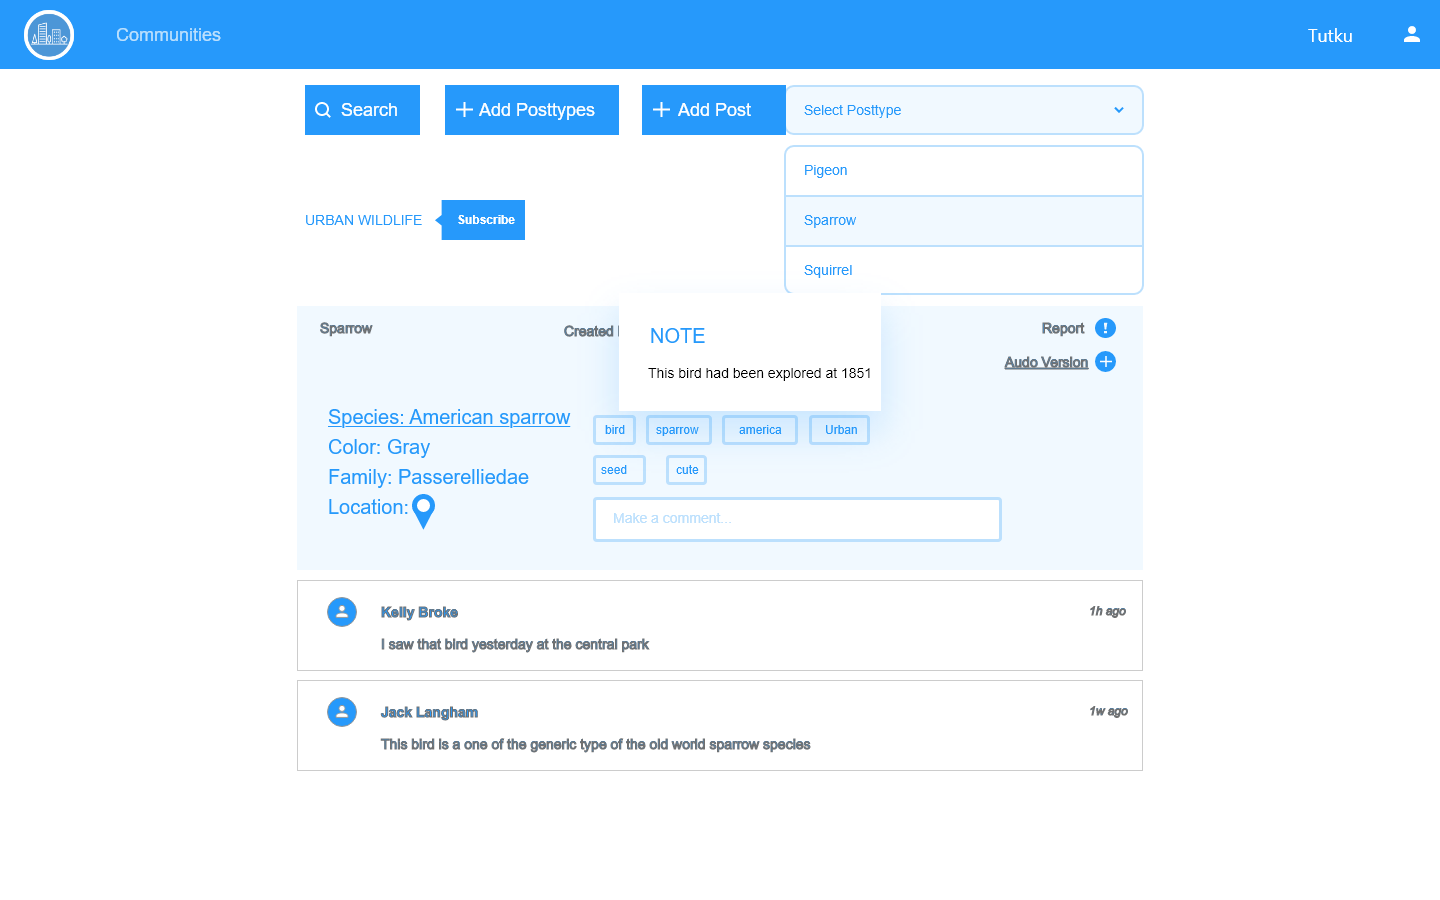 Communities
Tutku
Search
Add Posttypes
Add Post
Select Posttype
Pigeon
Sparrow
Squirrel
URBAN WILDLIFE
Subscribe
Sparrow
Created
NOTE
This bird had been explored at 1851
Report
Audo Version
Species: American sparrow
Color: Gray
Family: Passerelliedae
Location:
bird sparrow america Urban
seed cute
Make a comment...
Kelly Broke
1h ago
I saw that bird yesterday at the central park
Jack Langham
1w ago
This bird is a one of the generic type of the old world sparrow species